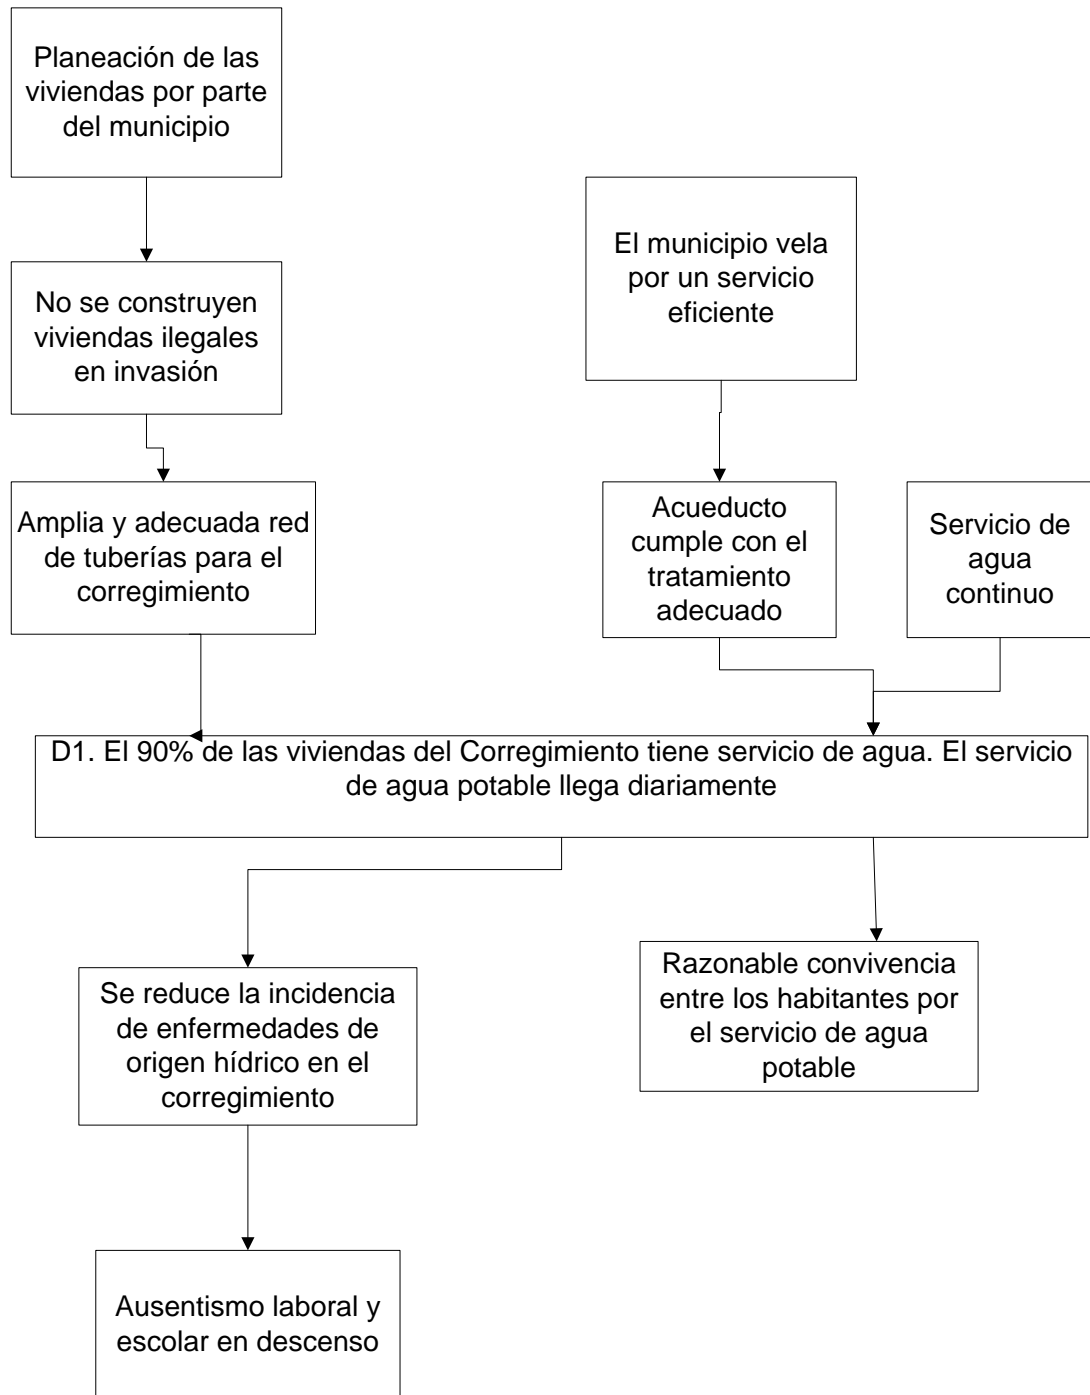 Planeación de las
viviendas por parte
del municipio
El municipio vela
por un servicio
eficiente
No se construyen
viviendas ilegales
en invasión
Amplia y adecuada red
de tuberías para el
corregimiento
Acueducto
cumple con el
tratamiento
adecuado
Servicio de
agua
continuo
D1. El 90% de las viviendas del Corregimiento tiene servicio de agua. El servicio
de agua potable llega diariamente
Se reduce la incidencia
de enfermedades de
origen hídrico en el
corregimiento
Razonable convivencia
entre los habitantes por
el servicio de agua
potable
Ausentismo laboral y
escolar en descenso